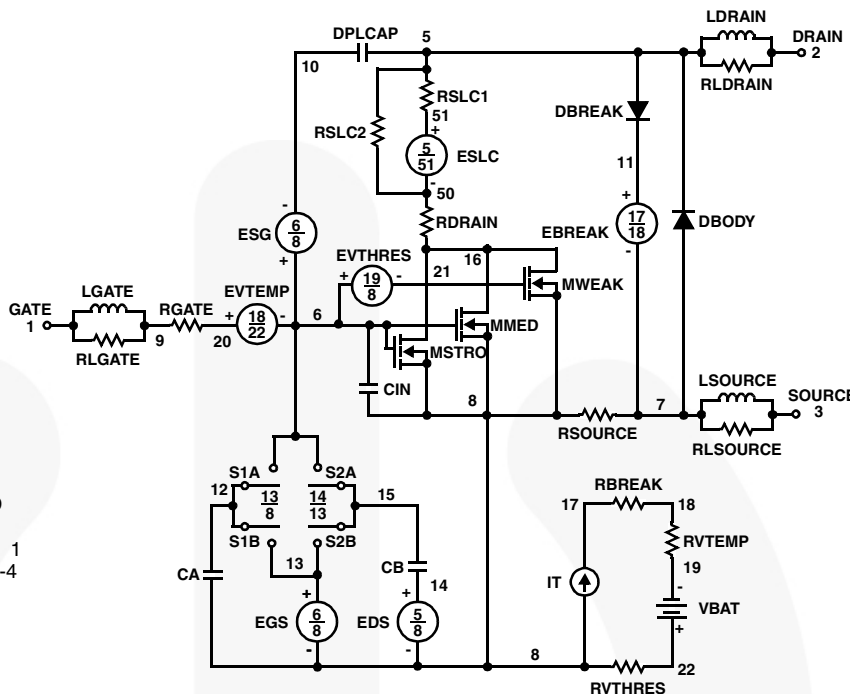 LDRAIN
DPLCAP 5 DRAIN
10 2
RSLC1 RLDRAIN
51 DBREAK
RSLC2 +
5
51 ESLC
11
-
- 50
+
ESG 6
8 RDRAIN EBREAK 17
18 DBODY
+ EVTHRES 16 -
+ 19
8 - 21 MWEAK
LGATE EVTEMP
GATE RGATE + 18
22 - 6
1 MMED
9 20 MSTRO
RLGATE
LSOURCE
CIN 8 7 SOURCE
3
RSOURCE
RLSOURCE
S1A S2A
12 13
8 14
13 15 RBREAK
17 18
S1B S2B RVTEMP
13 CB 19
CA 14 IT -
+ + VBAT
EGS 6
8 EDS 5
8 +
- - 8 22
RVTHRES
)
1
-4